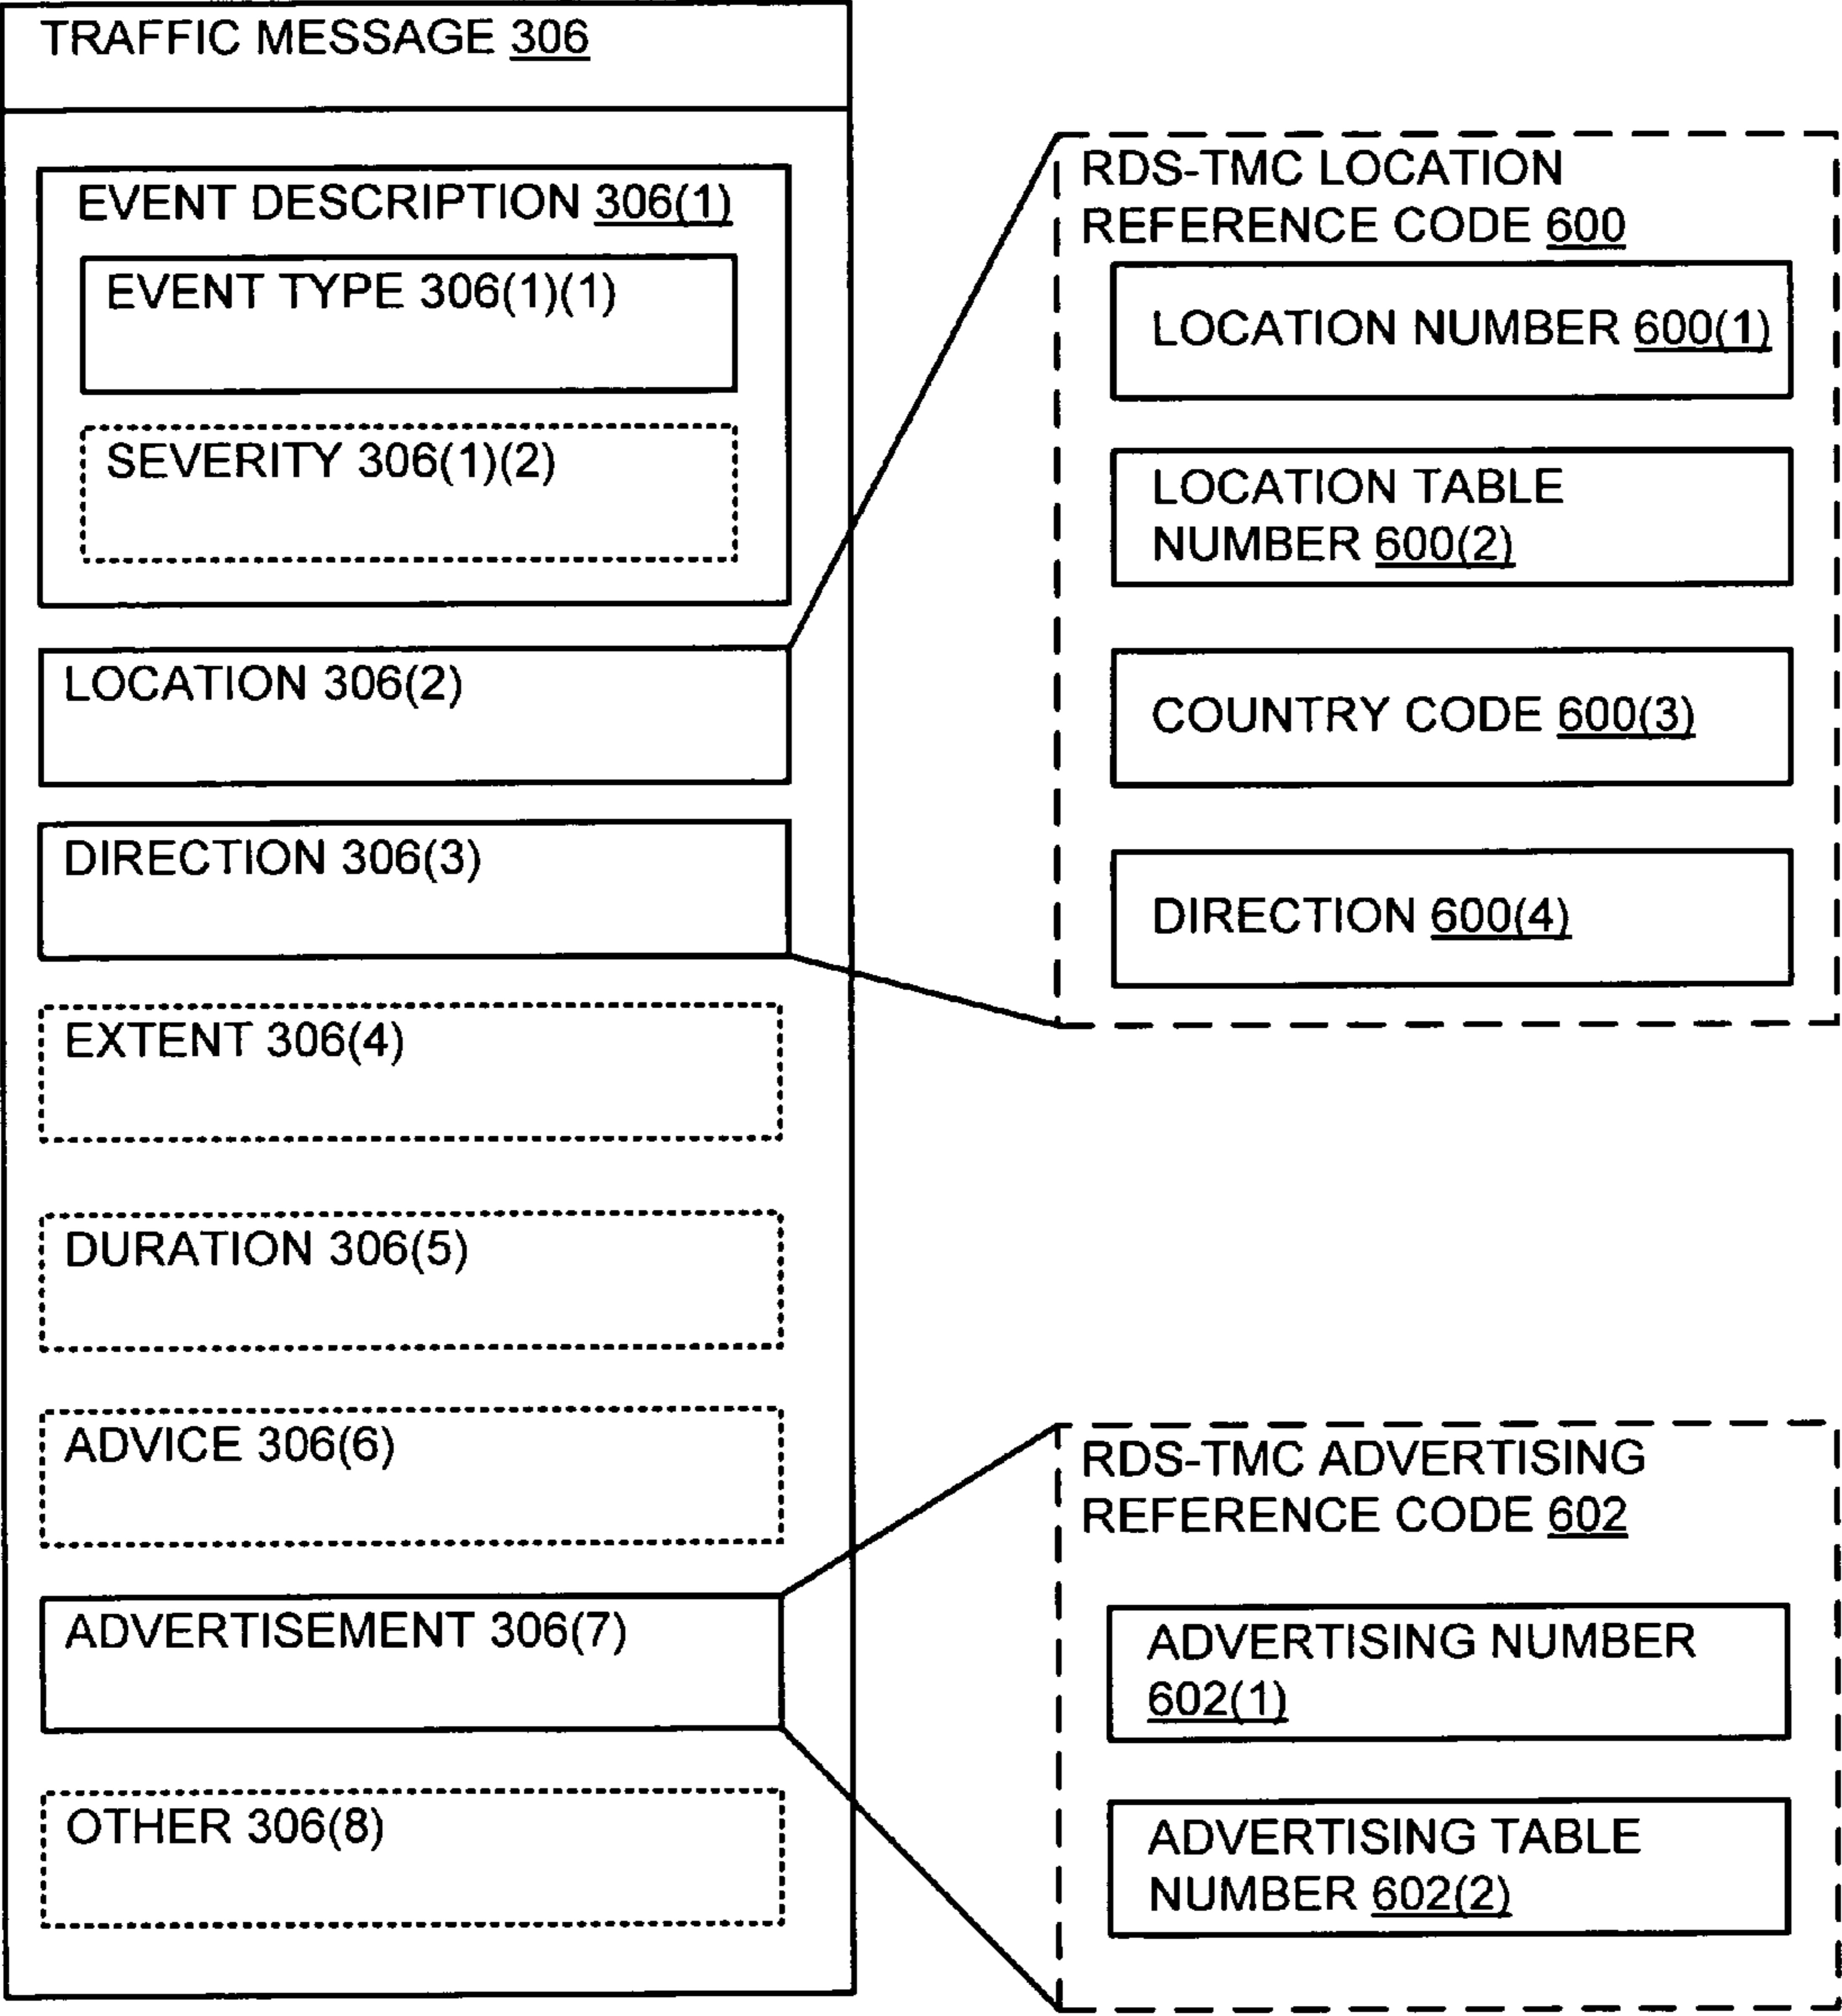 TRAFFIC MESSAGE 306
EVENT DESCRIPTION 306(1)
EVENT TYPE 306(1)(1)
SEVERITY 306(1)(2)
LOCATION 306(2)
DIRECTION 306(3)
EXTENT 306(4)
DURATION 306(5)
ADVICE 306(6)
ADVERTISEMENT 306(7)
OTHER 306(8)
RDS-TMC LOCATION
REFERENCE CODE 600
LOCATION NUMBER 600(1)
LOCATION TABLE
NUMBER 600(2)
COUNTRY CODE 600(3)
DIRECTION 600(4)
RDS-TMC ADVERTISING
REFERENCE CODE 602
ADVERTISING NUMBER
602(1)
ADVERTISING TABLE
NUMBER 602(2)